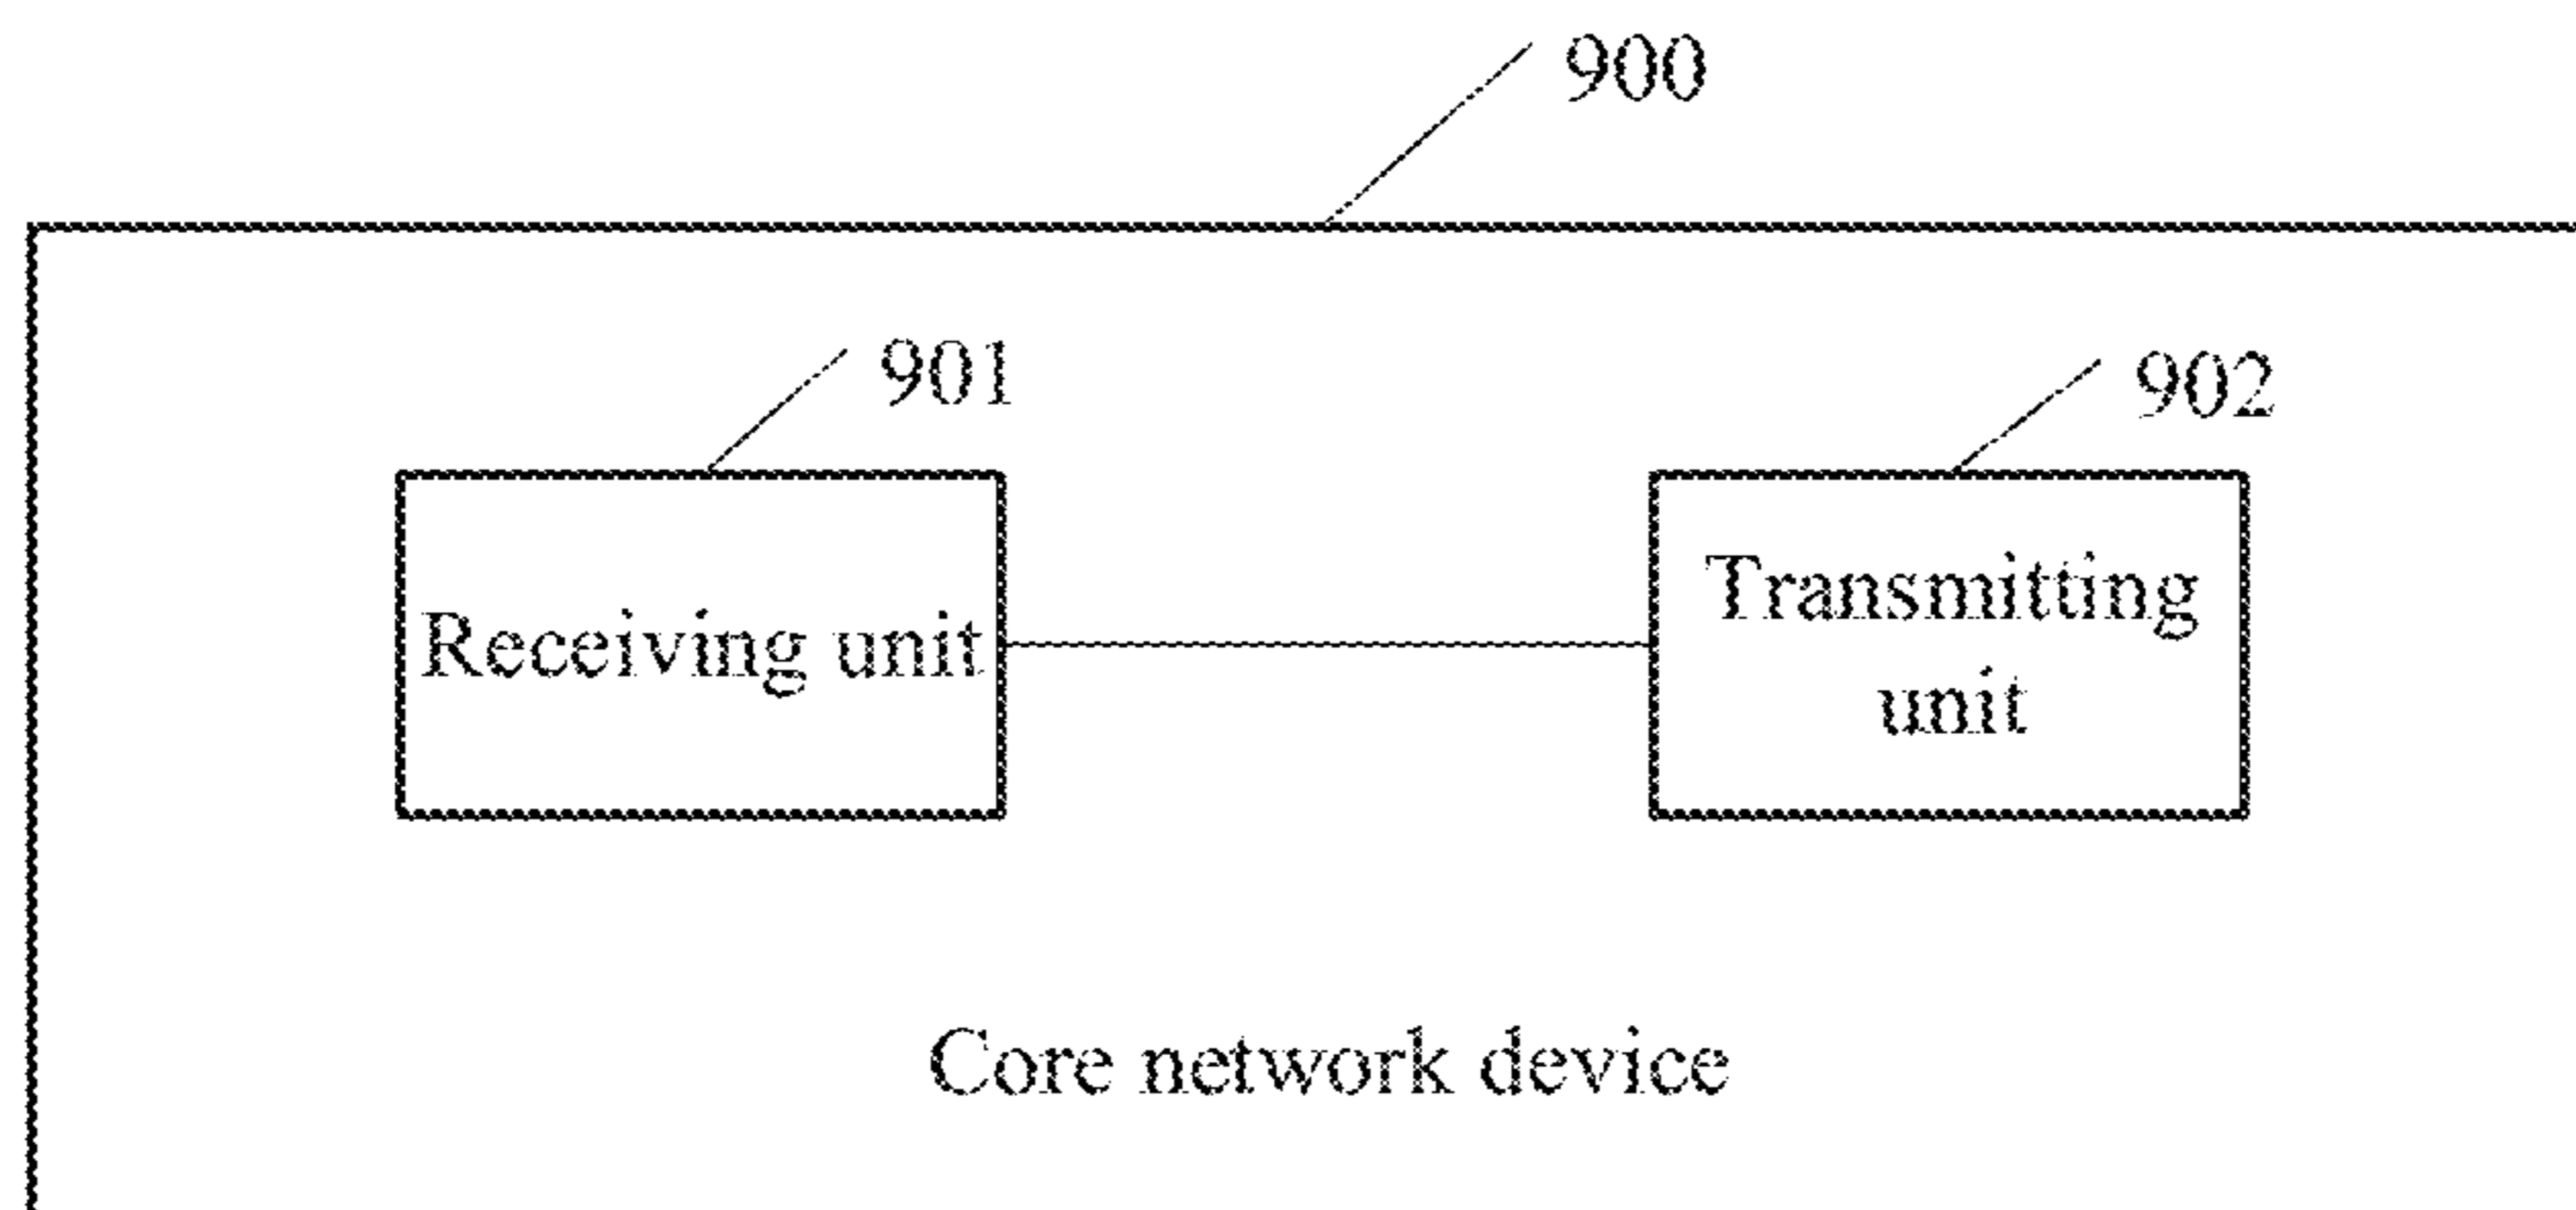 900
901
902
Receiving unit
Transmitting
unit
Core network device